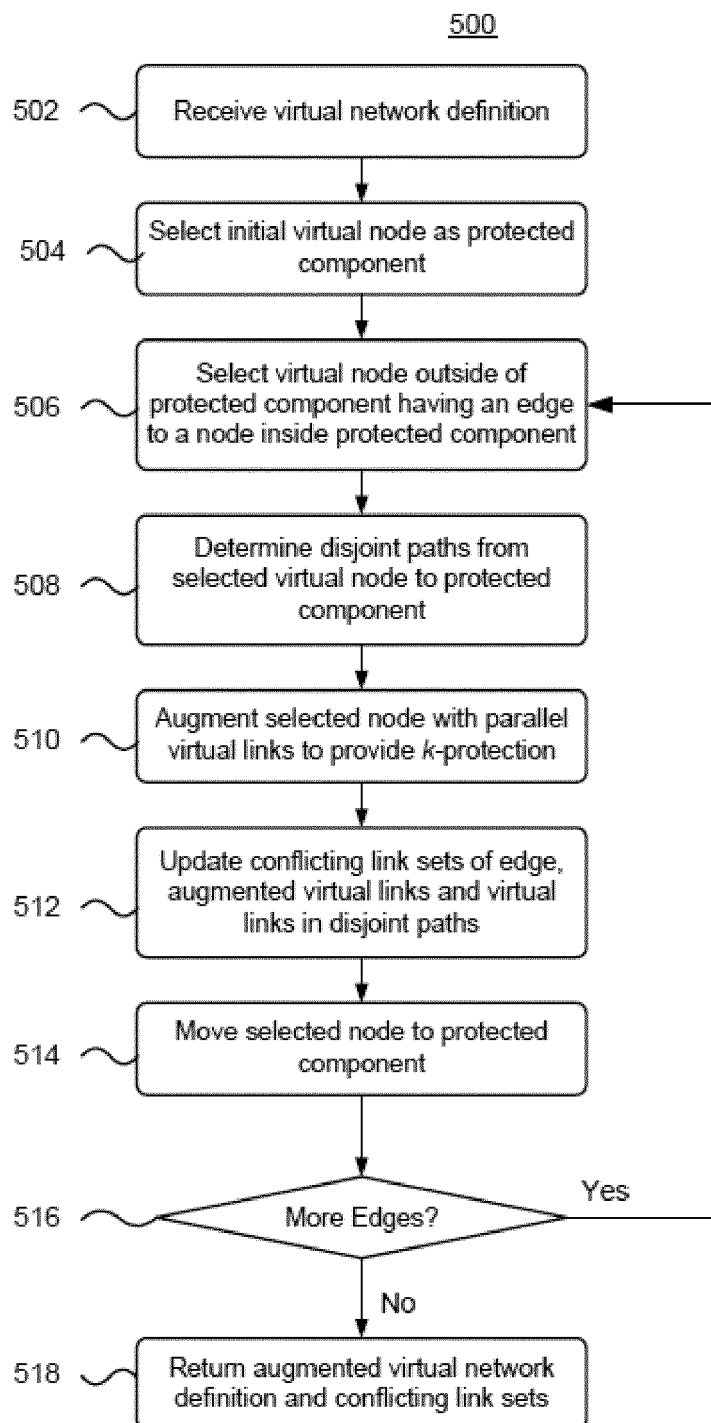 500
502
Receive virtual network definition
504
Select initial virtual node as protected
component
506
Select virtual node outside of
protected component having an edge
to a node inside protected component
508
Determine disjoint paths from
selected virtual node to protected
component
510
Augment selected node with parallel
virtual links to provide k-protection
512
Update conflicting link sets of edge,
augmented virtual links and virtual
links in disjoint paths
514
Move selected node to protected
component
516
More Edges?
Yes
No
518
Return augmented virtual network
definition and conflicting link sets